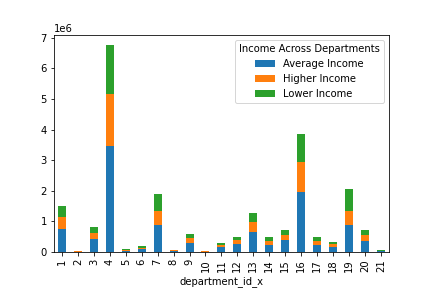 1e6
7
6
5
4
3
2
1
0
Income Across Departments
Average Income
Higher Income
Lower Income
1 2 3 4 5 6 7 8 9 10 11 12 13 14 15 16 17 18 19 20 21
department_id_x